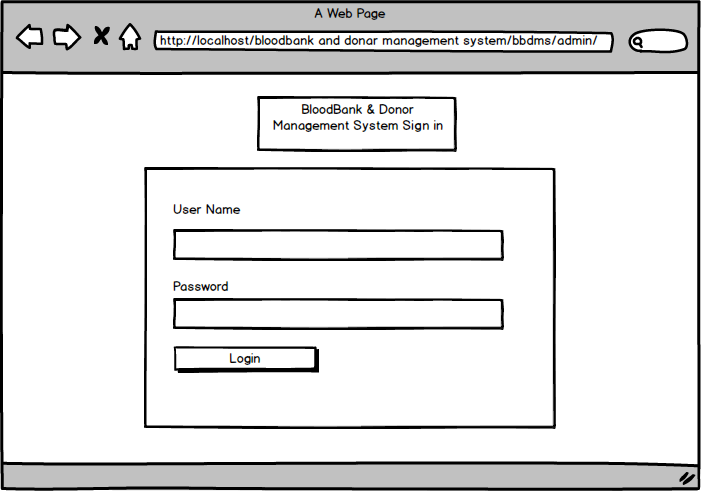 A Web Page
http://localhost/bloodbank and donar management system/bbdms/admin/
BloodBank & Donor
Management System Sign in
User Name
Password
Login